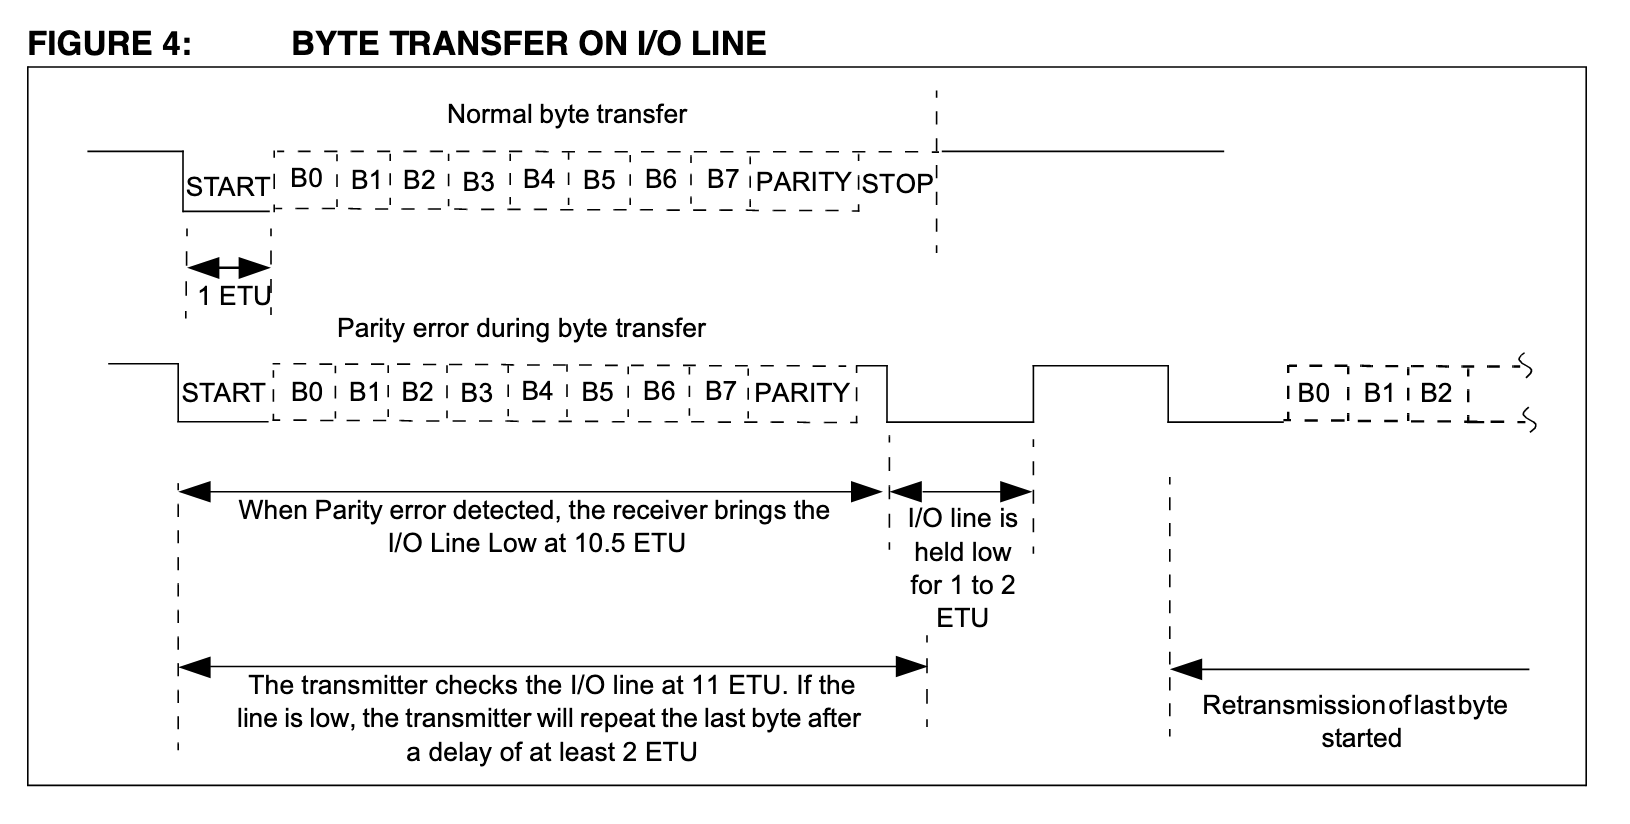 FIGURE 4: BYTE TRANSFER ON I/O LINE
Normal byte transfer
START B0 B1 B2 B3 B4 B5 B6 B7 PARITY STOP
1 ETU
Parity error during byte transfer
START B0 B1 B2 B3 B4 B5 B6 B7 PARITY B0 B1 B2
When Parity error detected, the receiver brings the
I/O Line Low at 10.5 ETU
I/O line is
held low
for 1 to 2
ETU
The transmitter checks the I/O line at 11 ETU. If the
line is low, the transmitter will repeat the last byte after
a delay of at least 2 ETU
Retransmission of last byte
started